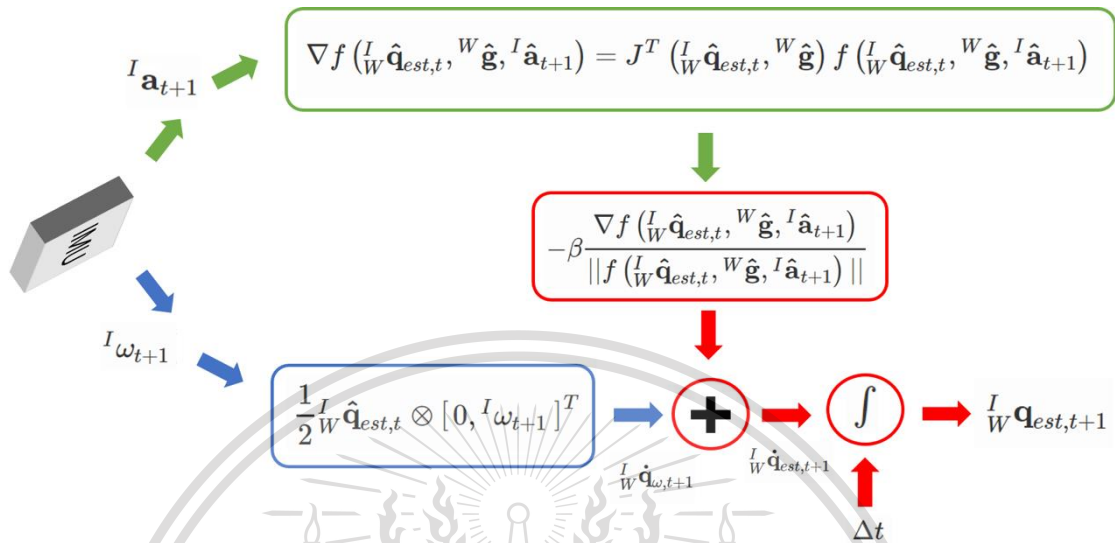 ∇f(^I_W q̂_{est,t}, ^W ĝ, ^I â_{t+1}) = J^T(^I_W q̂_{est,t}, ^W ĝ) f(^I_W q̂_{est,t}, ^W ĝ, ^I â_{t+1})
^I a_{t+1}
IMU
-β ∇f(^I_W q̂_{est,t}, ^W ĝ, ^I â_{t+1}) / ||f(^I_W q̂_{est,t}, ^W ĝ, ^I â_{t+1})||
^I ω_{t+1}
1/2 ^I_W q̂_{est,t} ⊗ [0, ^I ω_{t+1}]^T
+
∫
^I_W q_{est,t+1}
^I_W q̇_{ω,t+1}
^I_W q̇_{est,t+1}
Δt